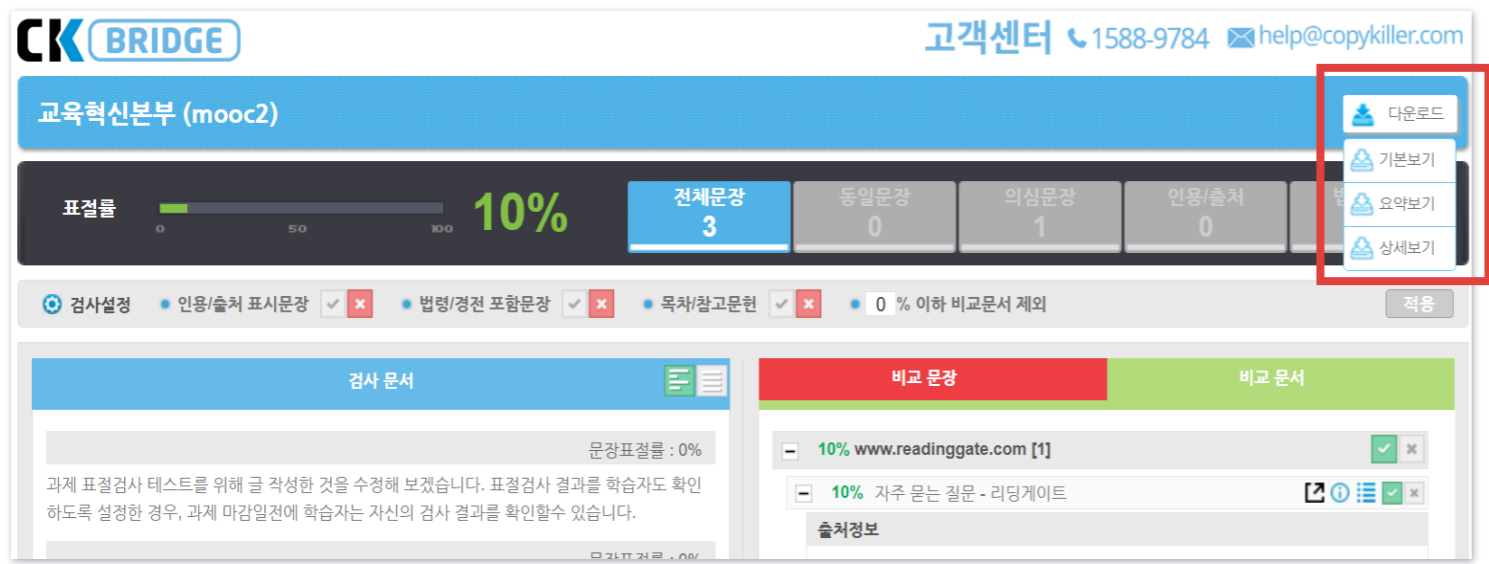 CK BRIDGE
고객센터 1588-9784 help@copykiller.com
교육혁신본부 (mooc2)
다운로드
기본보기
요약보기
상세보기
표절률
0 50 100
10%
전체문장 동일문장 의심문장 인용/출처
3 0 1 0
검사설정 인용/출처 표시문장 법령/경전 포함문장 목차/참고문헌 0 % 이하 비교문서 제외 적용
검사 문서
비교 문장 비교 문서
문장표절률 : 0%
과제 표절검사 테스트를 위해 글 작성한 것을 수정해 보겠습니다. 표절검사 결과를 학습자도 확인
하도록 설정한 경우, 과제 마감일전에 학습자는 자신의 검사 결과를 확인할수 있습니다.
문장표절률 : 0%
10% www.readinggate.com [1]
10% 자주 묻는 질문 - 리딩게이트
출처정보